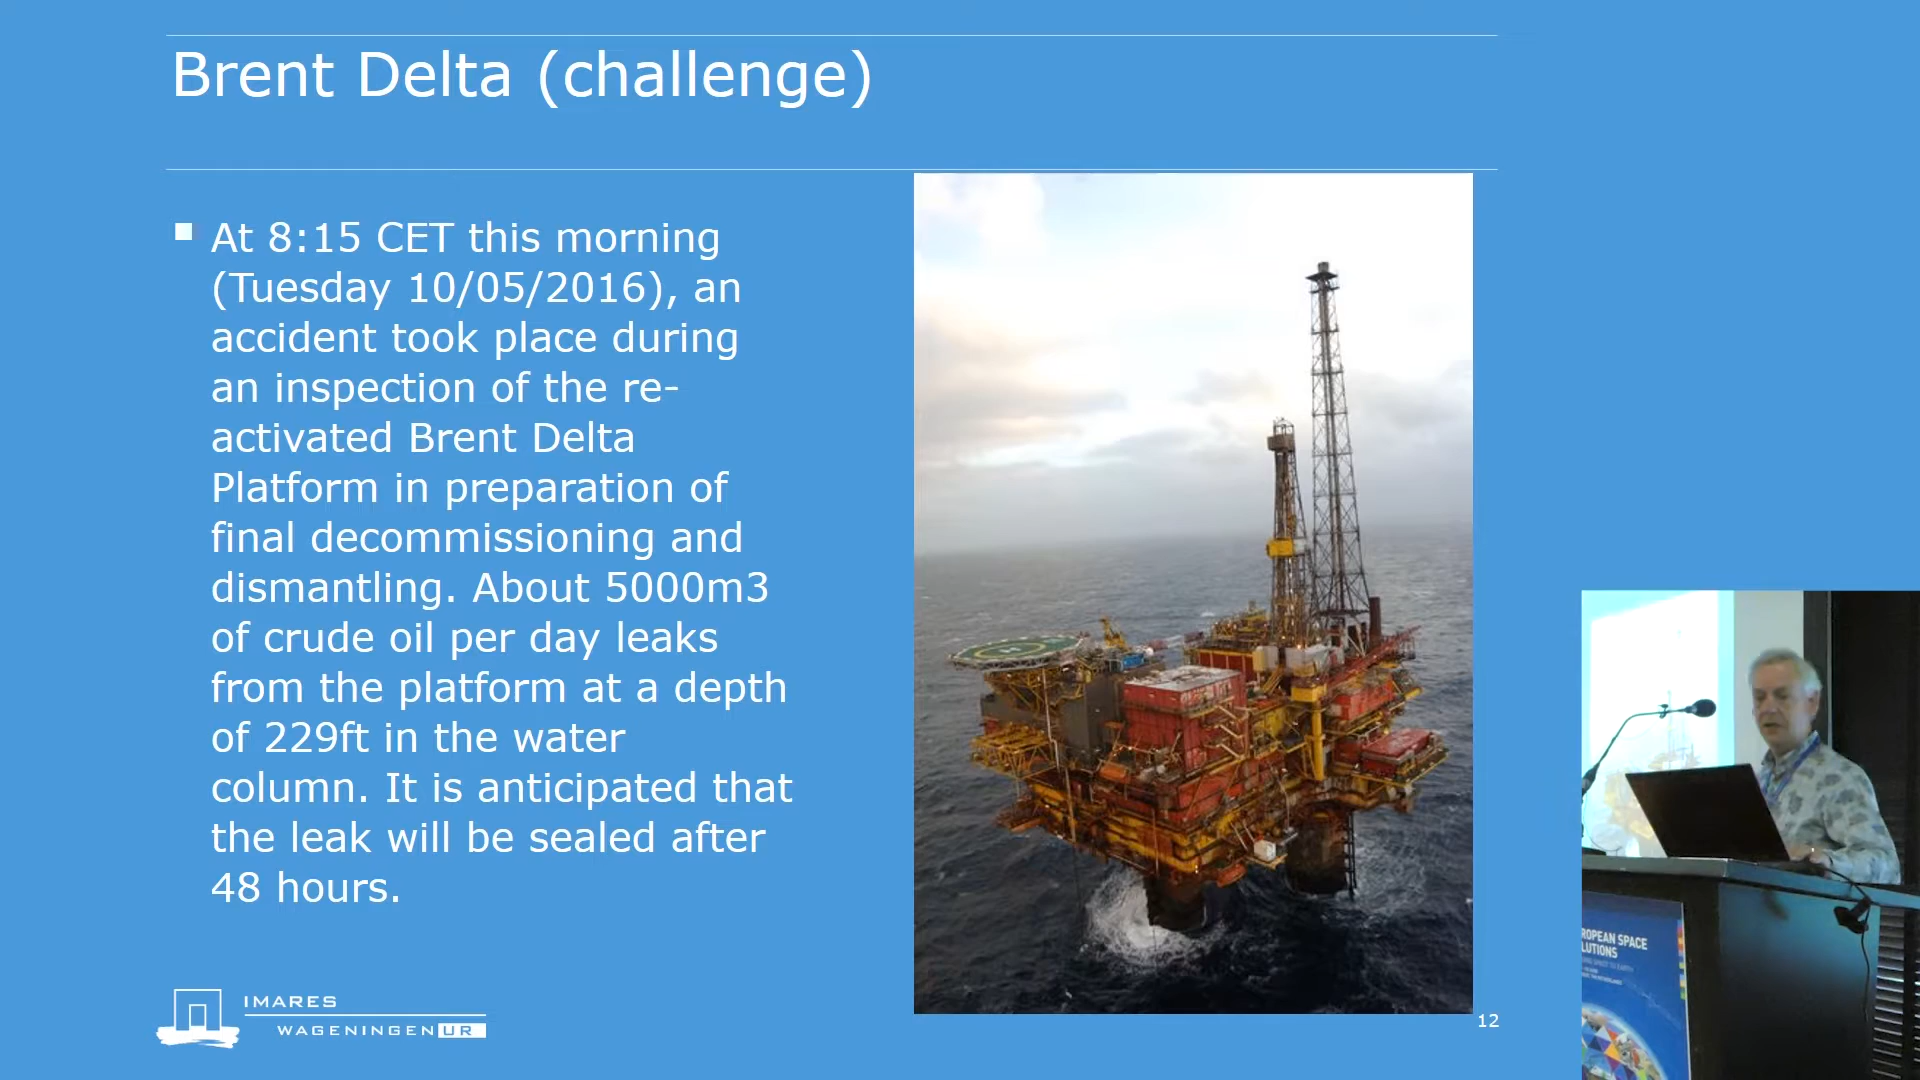 Brent Delta (challenge)
At 8:15 CET this morning
(Tuesday 10/05/2016), an
accident took place during
an inspection of the re-
activated Brent Delta
Platform in preparation of
final decommissioning and
dismantling. About 5000m3
of crude oil per day leaks
from the platform at a depth
of 229ft in the water
column. It is anticipated that
the leak will be sealed after
48 hours.
IMARES
WAGENINGEN UR
12
ROPEAN SPACE
LUTIONS